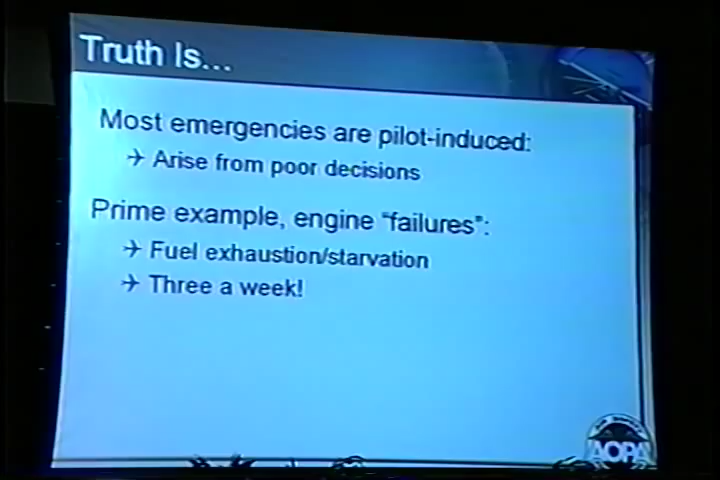 Truth Is...
Most emergencies are pilot-induced:
Arise from poor decisions
Prime example, engine "failures":
Fuel exhaustion/starvation
Three a week!
AOPA